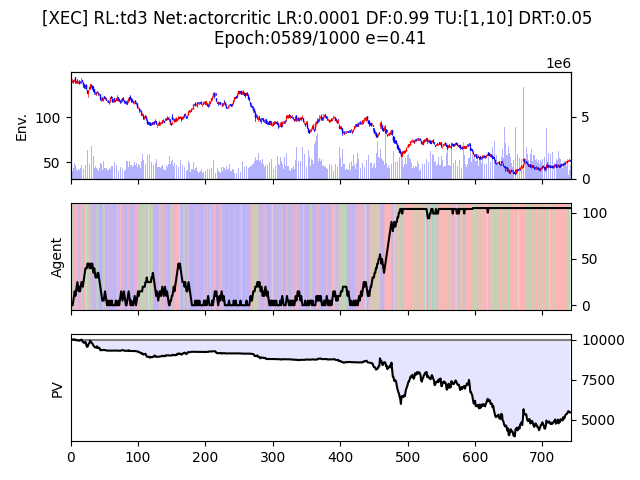 [XEC] RL:td3 Net:actorcritic LR:0.0001 DF:0.99 TU:[1,10] DRT:0.05
Epoch:0589/1000 e=0.41
1e6
Env.
100
50
5
0
Agent
100
50
0
PV
10000
7500
5000
0 100 200 300 400 500 600 700